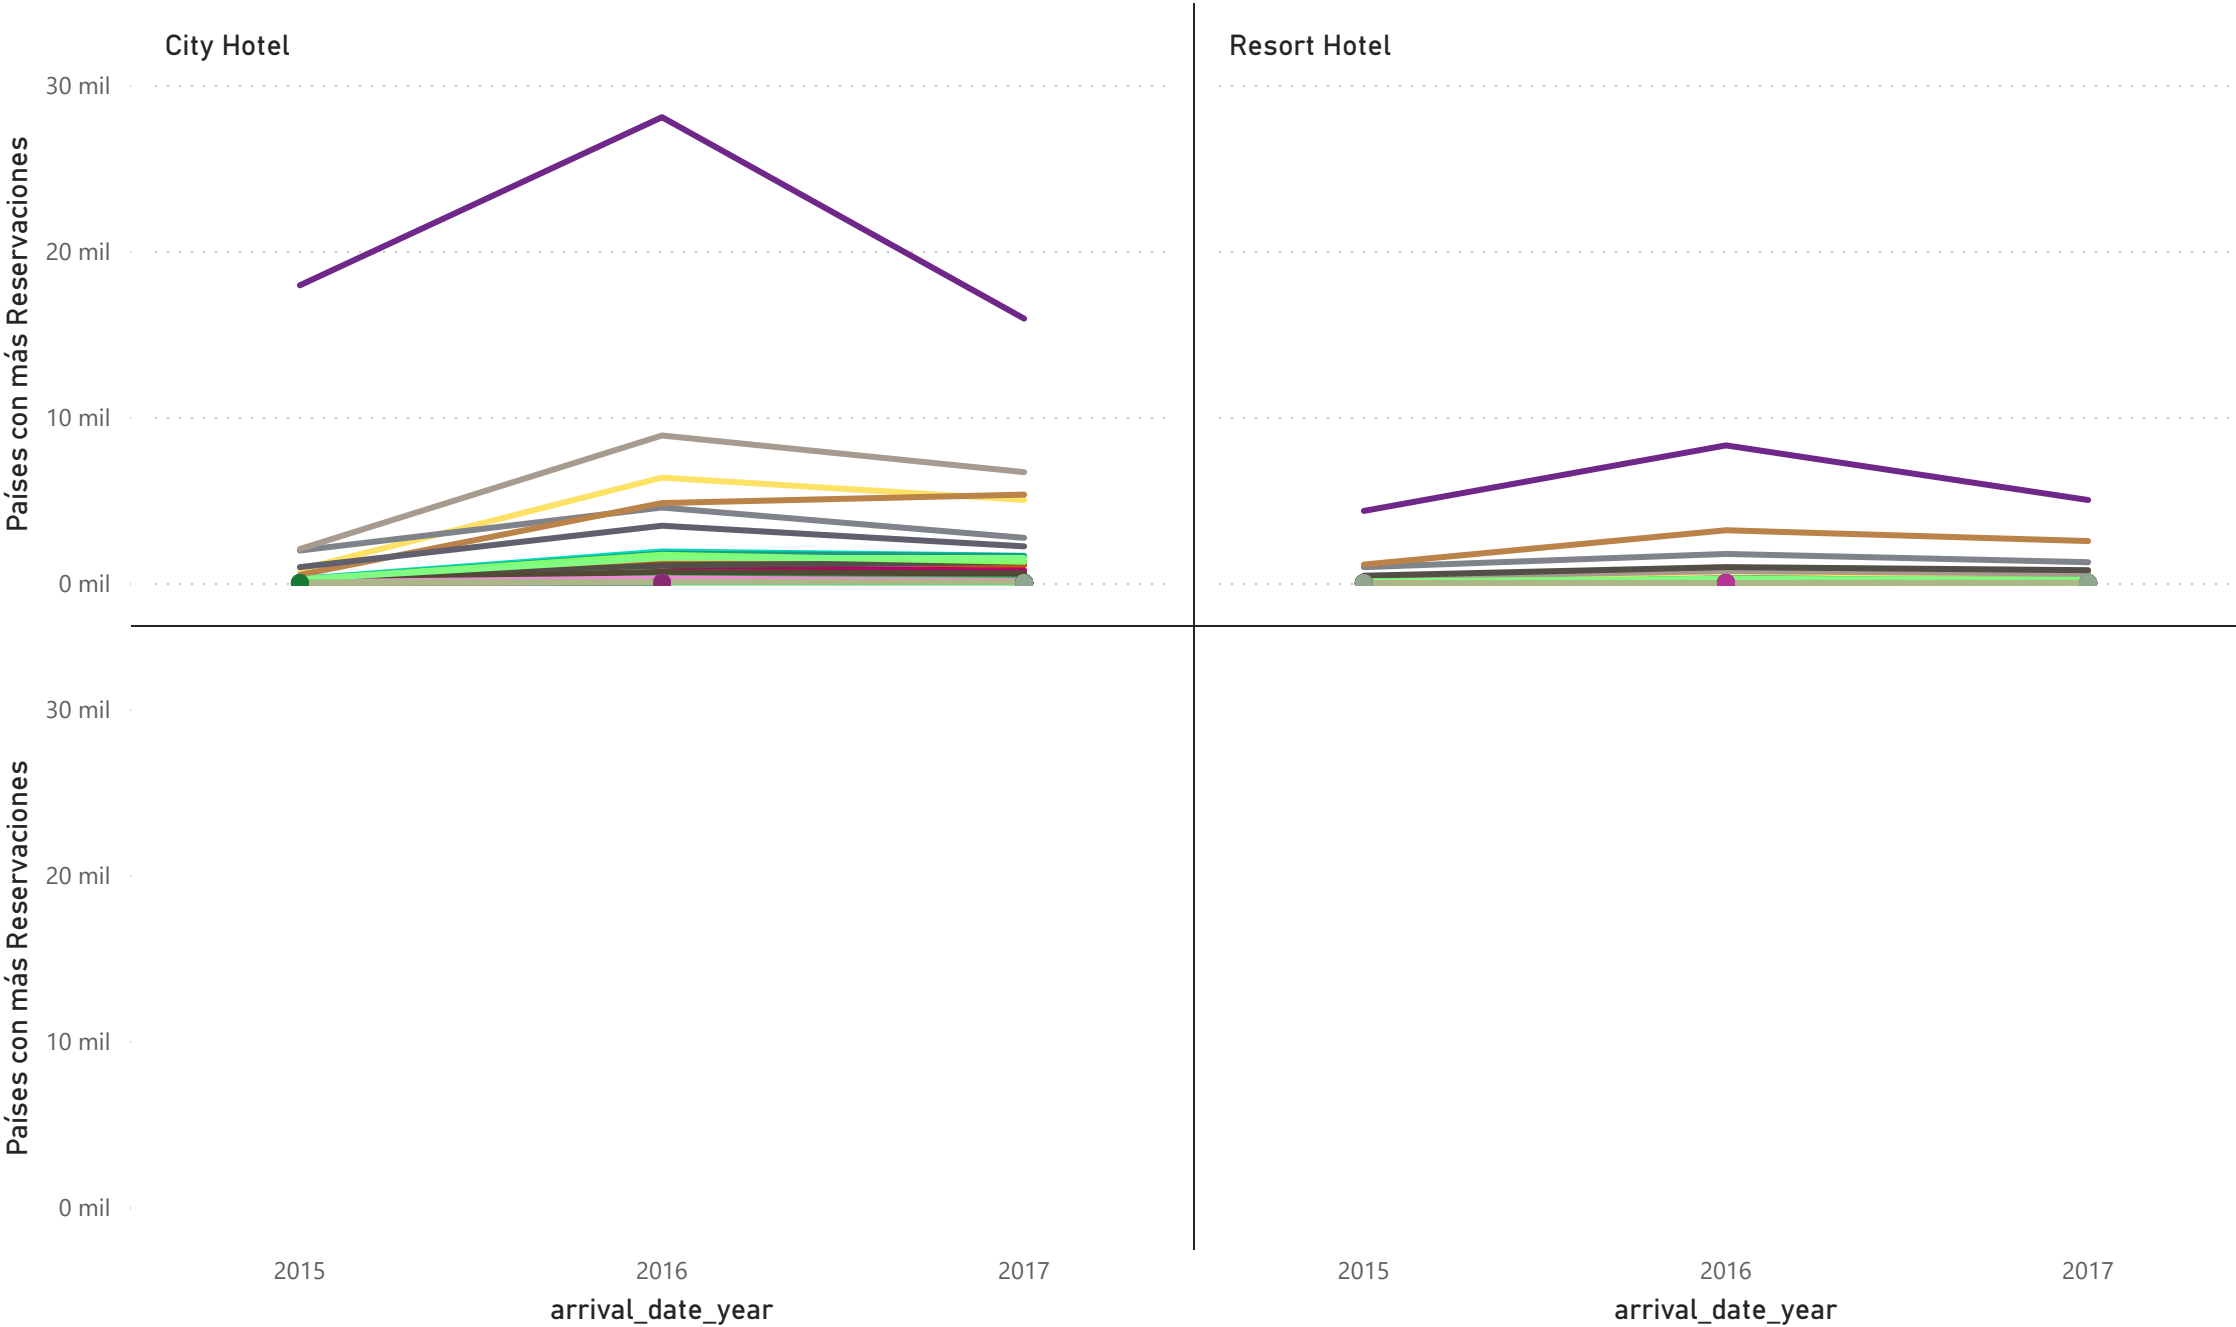 City Hotel
Resort Hotel
Países con más Reservaciones
30 mil
20 mil
10 mil
0 mil
Países con más Reservaciones
30 mil
20 mil
10 mil
0 mil
2015
2016
2017
2015
2016
2017
arrival_date_year
arrival_date_year